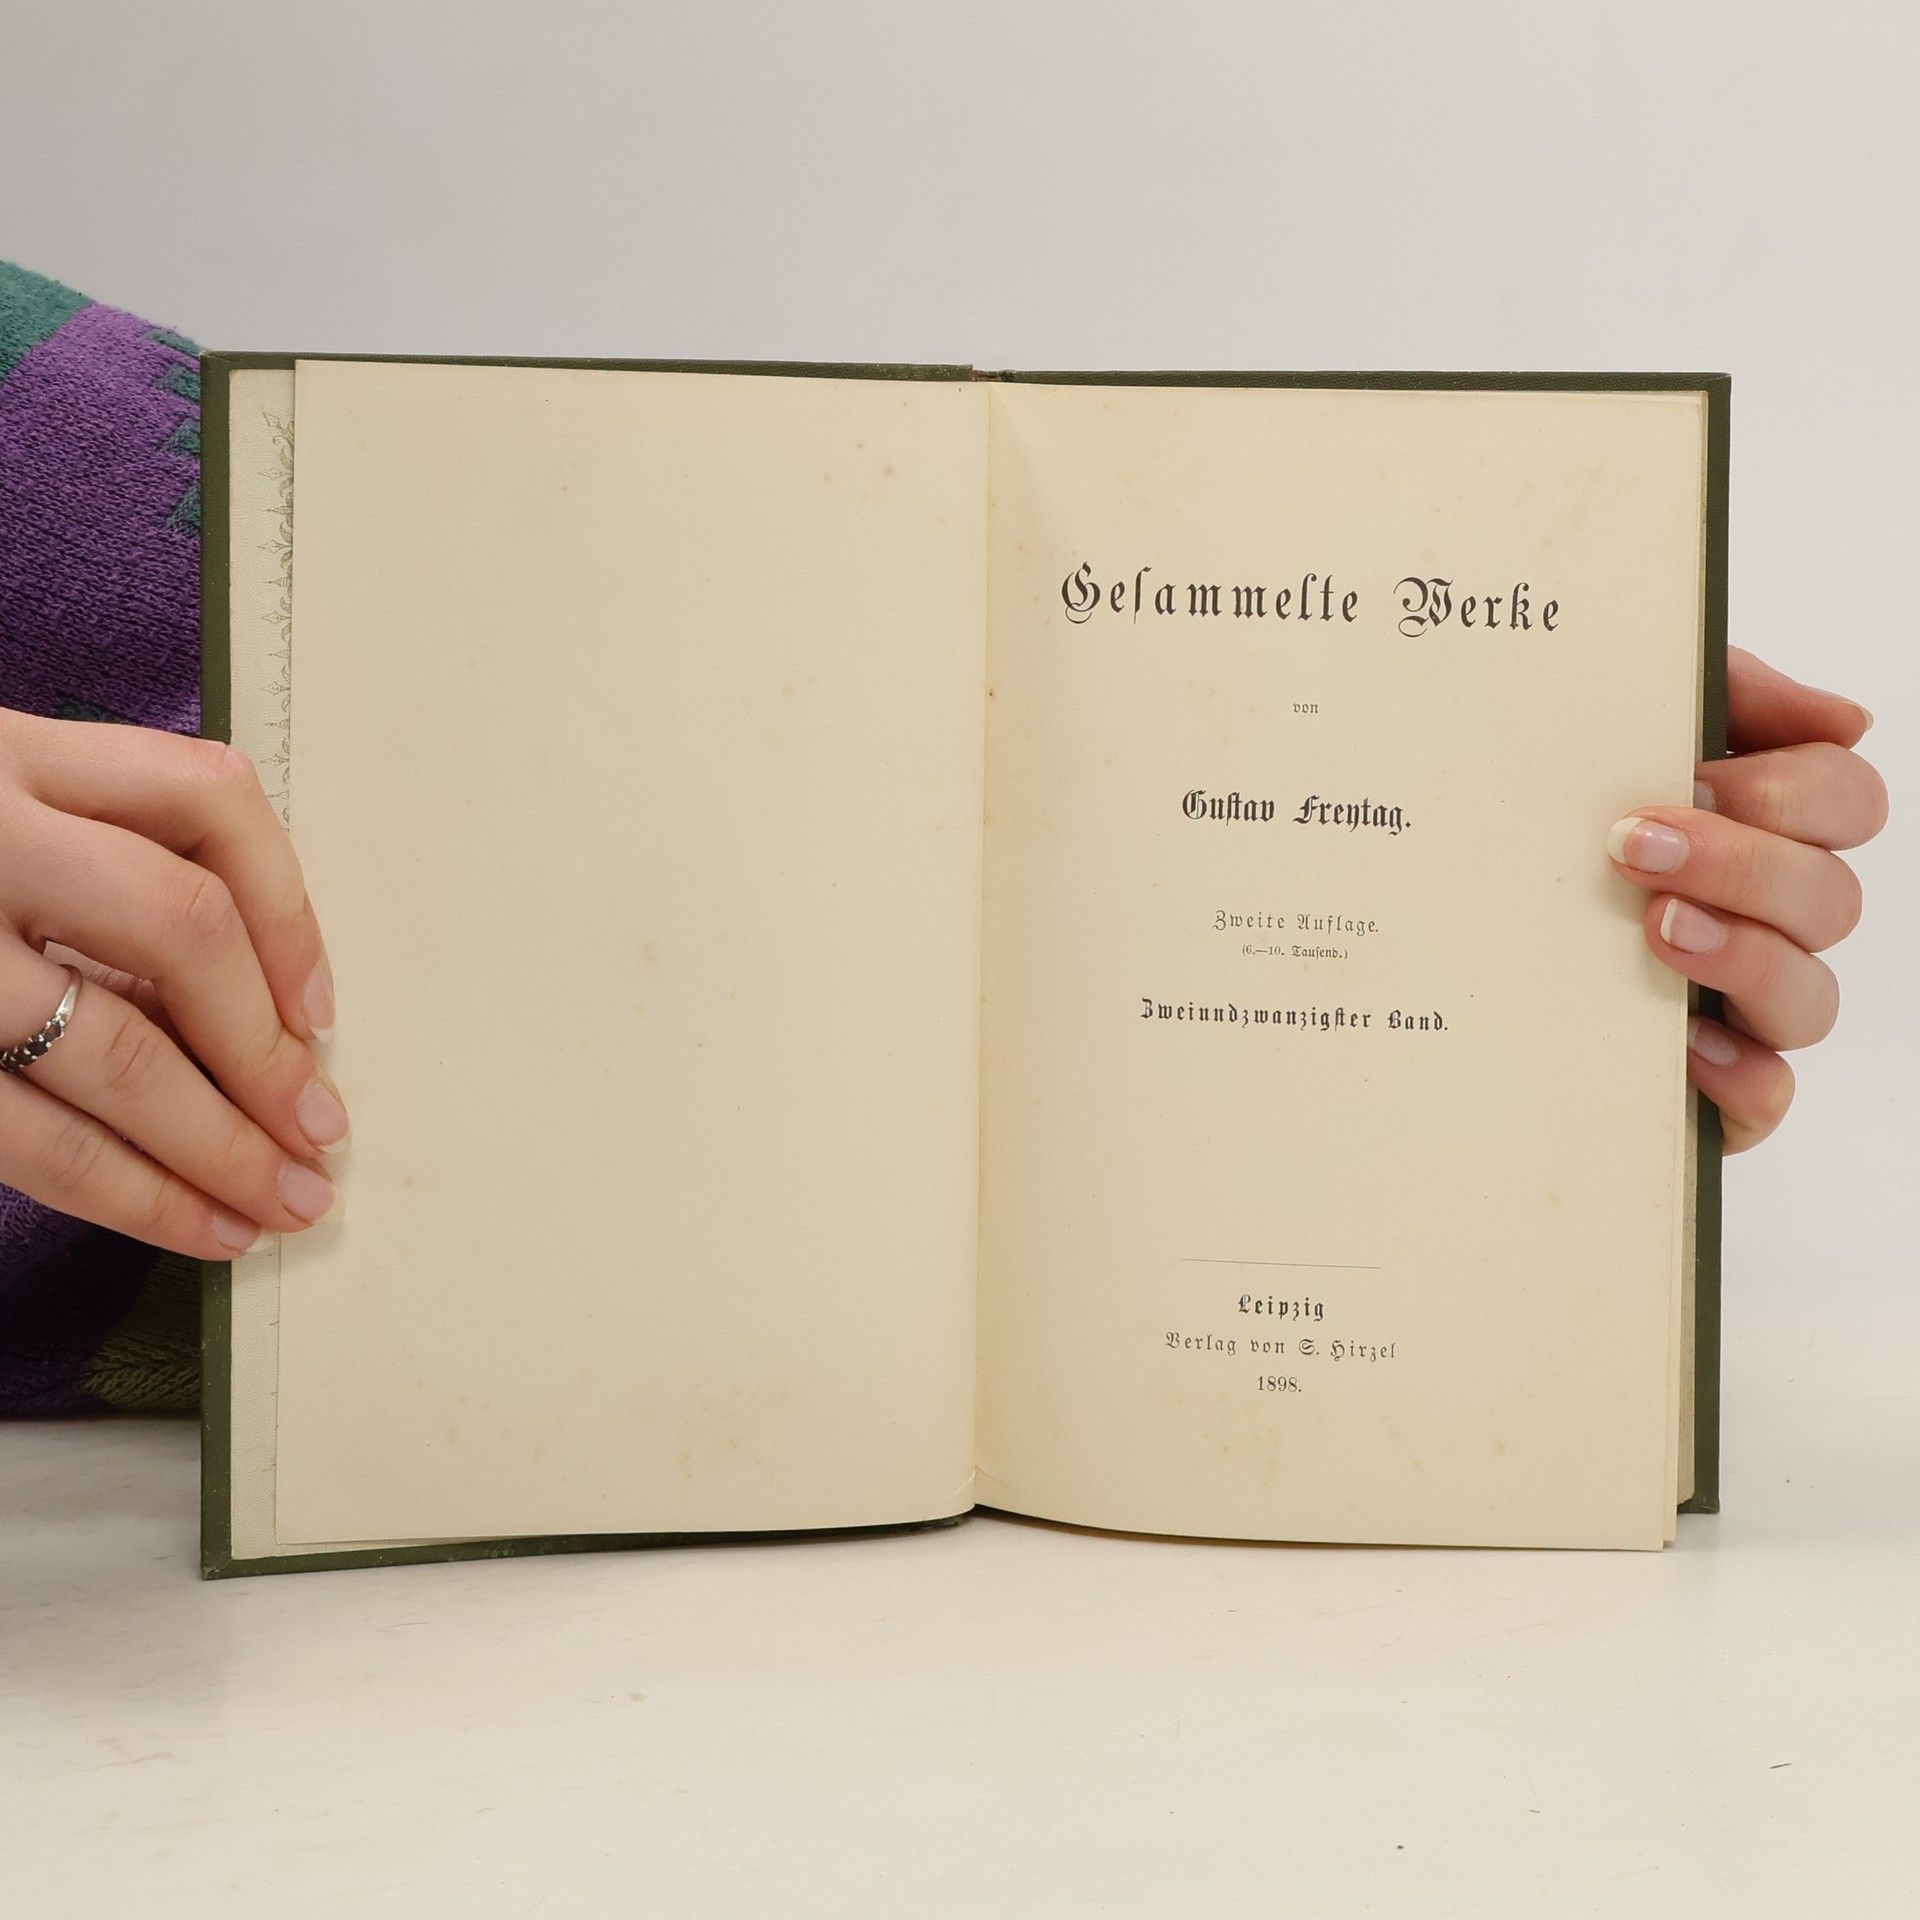 Geſammelte Werke
von
Guſtav Freytag.
Zweite Auflage.
(6.—10. Tauſend.)
Zweiundzwanzigſter Band.
Leipzig
Verlag von S. Hirzel
1898.